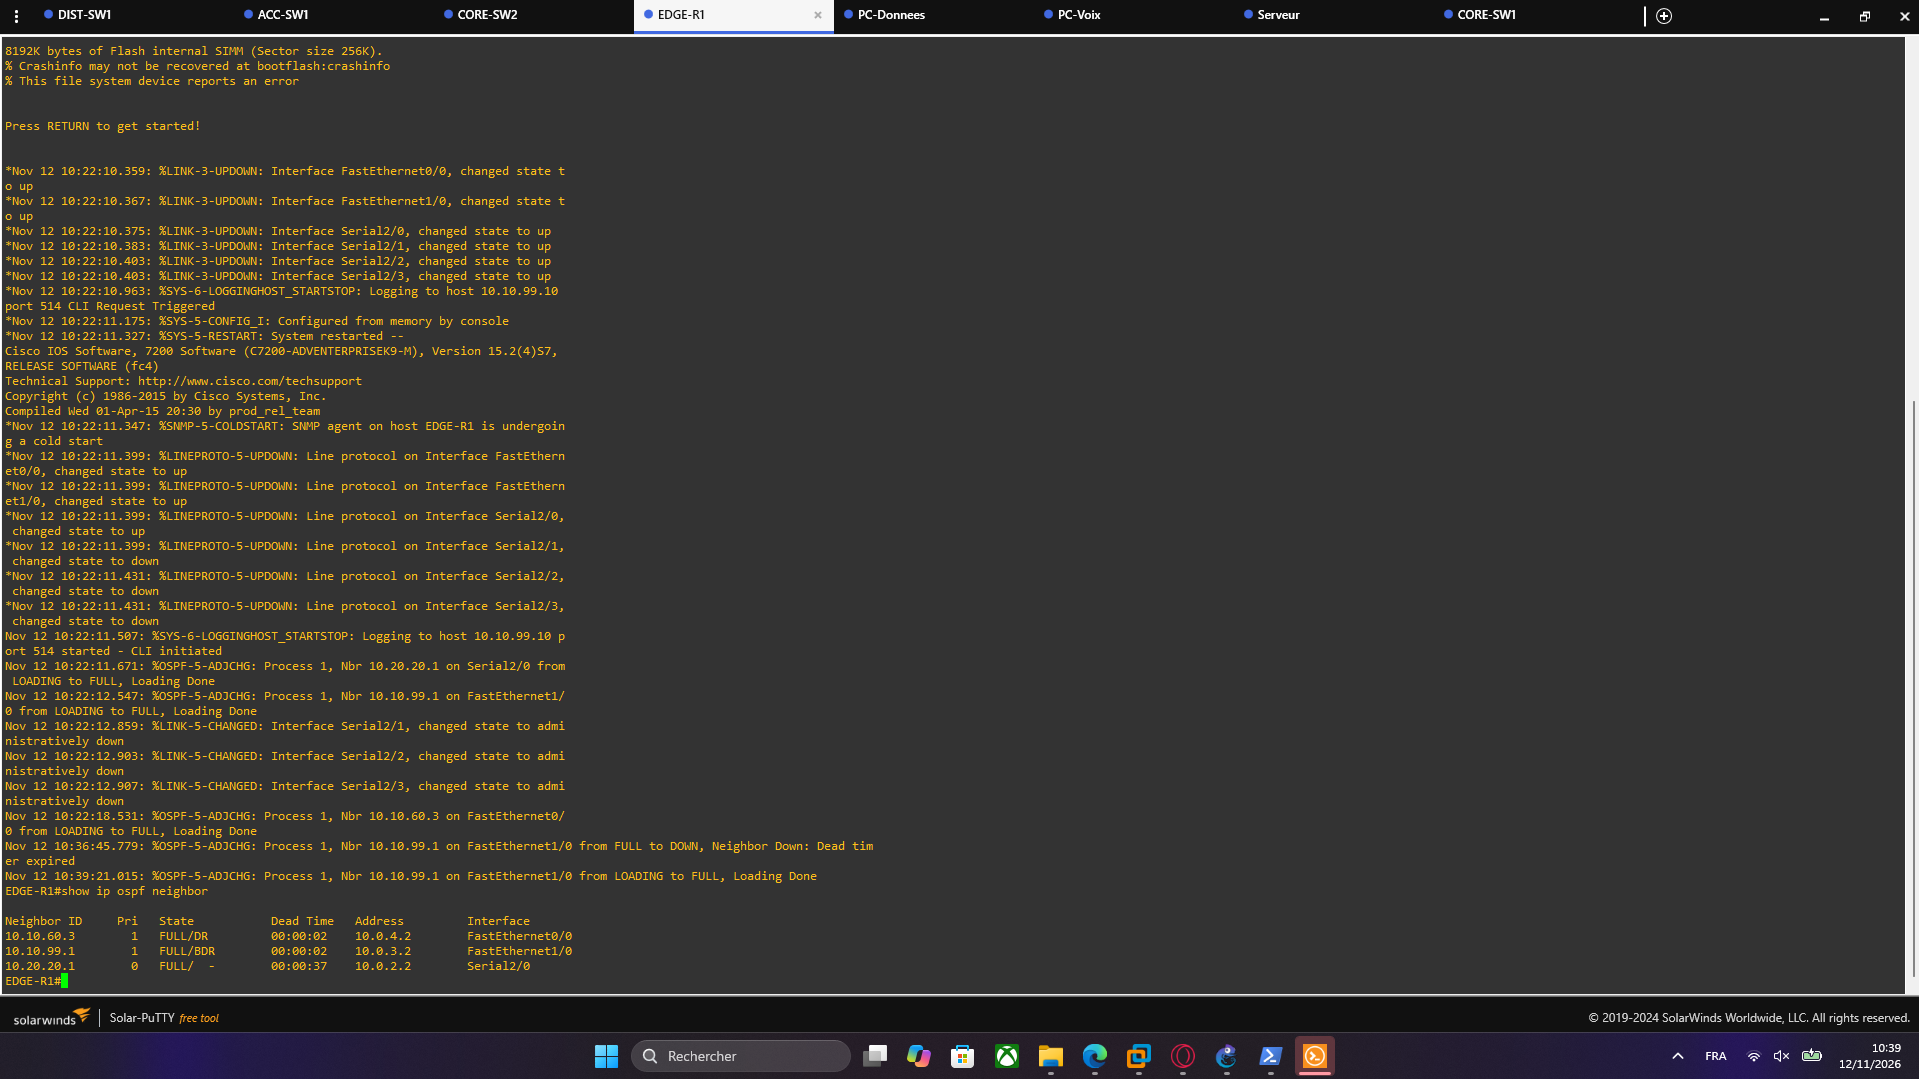 DIST-SW1 ACC-SW1 CORE-SW2 EDGE-R1 × PC-Donnees PC-Voix Serveur CORE-SW1
8192K bytes of Flash internal SIMM (Sector size 256K).
% Crashinfo may not be recovered at bootflash:crashinfo
% This file system device reports an error
Press RETURN to get started!
*Nov 12 10:22:10.359: %LINK-3-UPDOWN: Interface FastEthernet0/0, changed state t
o up
*Nov 12 10:22:10.367: %LINK-3-UPDOWN: Interface FastEthernet1/0, changed state t
o up
*Nov 12 10:22:10.375: %LINK-3-UPDOWN: Interface Serial2/0, changed state to up
*Nov 12 10:22:10.383: %LINK-3-UPDOWN: Interface Serial2/1, changed state to up
*Nov 12 10:22:10.403: %LINK-3-UPDOWN: Interface Serial2/2, changed state to up
*Nov 12 10:22:10.403: %LINK-3-UPDOWN: Interface Serial2/3, changed state to up
*Nov 12 10:22:10.963: %SYS-6-LOGGINGHOST_STARTSTOP: Logging to host 10.10.99.10
port 514 CLI Request Triggered
*Nov 12 10:22:11.175: %SYS-5-CONFIG_I: Configured from memory by console
*Nov 12 10:22:11.327: %SYS-5-RESTART: System restarted --
Cisco IOS Software, 7200 Software (C7200-ADVENTERPRISEK9-M), Version 15.2(4)S7,
RELEASE SOFTWARE (fc4)
Technical Support: http://www.cisco.com/techsupport
Copyright (c) 1986-2015 by Cisco Systems, Inc.
Compiled Wed 01-Apr-15 20:30 by prod_rel_team
*Nov 12 10:22:11.347: %SNMP-5-COLDSTART: SNMP agent on host EDGE-R1 is undergoin
g a cold start
*Nov 12 10:22:11.399: %LINEPROTO-5-UPDOWN: Line protocol on Interface FastEthern
et0/0, changed state to up
*Nov 12 10:22:11.399: %LINEPROTO-5-UPDOWN: Line protocol on Interface FastEthern
et1/0, changed state to up
*Nov 12 10:22:11.399: %LINEPROTO-5-UPDOWN: Line protocol on Interface Serial2/0,
changed state to up
*Nov 12 10:22:11.399: %LINEPROTO-5-UPDOWN: Line protocol on Interface Serial2/1,
changed state to down
*Nov 12 10:22:11.431: %LINEPROTO-5-UPDOWN: Line protocol on Interface Serial2/2,
changed state to down
*Nov 12 10:22:11.431: %LINEPROTO-5-UPDOWN: Line protocol on Interface Serial2/3,
changed state to down
Nov 12 10:22:11.507: %SYS-6-LOGGINGHOST_STARTSTOP: Logging to host 10.10.99.10 p
ort 514 started - CLI initiated
Nov 12 10:22:11.671: %OSPF-5-ADJCHG: Process 1, Nbr 10.20.20.1 on Serial2/0 from
LOADING to FULL, Loading Done
Nov 12 10:22:12.547: %OSPF-5-ADJCHG: Process 1, Nbr 10.10.99.1 on FastEthernet1/
0 from LOADING to FULL, Loading Done
Nov 12 10:22:12.859: %LINK-5-CHANGED: Interface Serial2/1, changed state to admi
nistratively down
Nov 12 10:22:12.903: %LINK-5-CHANGED: Interface Serial2/2, changed state to admi
nistratively down
Nov 12 10:22:12.907: %LINK-5-CHANGED: Interface Serial2/3, changed state to admi
nistratively down
Nov 12 10:22:18.531: %OSPF-5-ADJCHG: Process 1, Nbr 10.10.60.3 on FastEthernet0/
0 from LOADING to FULL, Loading Done
Nov 12 10:36:45.779: %OSPF-5-ADJCHG: Process 1, Nbr 10.10.99.1 on FastEthernet1/0 from FULL to DOWN, Neighbor Down: Dead tim
er expired
Nov 12 10:39:21.015: %OSPF-5-ADJCHG: Process 1, Nbr 10.10.99.1 on FastEthernet1/0 from LOADING to FULL, Loading Done
EDGE-R1#show ip ospf neighbor
Neighbor ID Pri State Dead Time Address Interface
10.10.60.3 1 FULL/DR 00:00:02 10.0.4.2 FastEthernet0/0
10.10.99.1 1 FULL/BDR 00:00:02 10.0.3.2 FastEthernet1/0
10.20.20.1 0 FULL/ - 00:00:37 10.0.2.2 Serial2/0
EDGE-R1#
solarwinds Solar-PuTTY free tool © 2019-2024 SolarWinds Worldwide, LLC. All rights reserved.
Rechercher FRA 10:39
12/11/2026